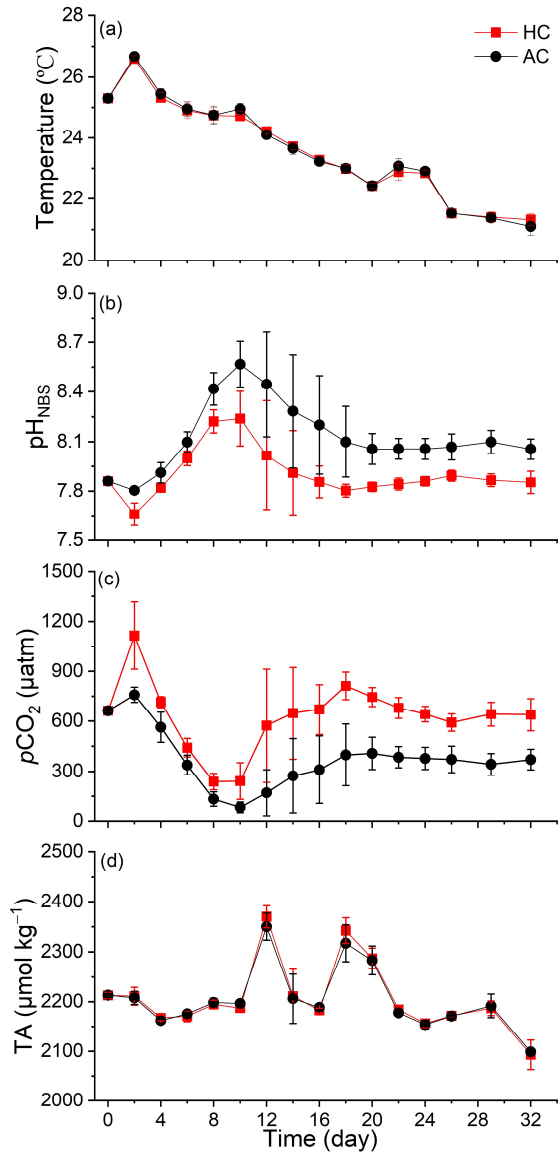 (a)
HC
AC
28
26
24
22
20
Temperature (ºC)
(b)
9.0
8.7
8.4
8.1
7.8
7.5
pH_NBS
(c)
1500
1200
900
600
300
0
pCO₂ (µatm)
(d)
2500
2400
2300
2200
2100
2000
TA (µmol kg⁻¹)
0 4 8 12 16 20 24 28 32
Time (day)